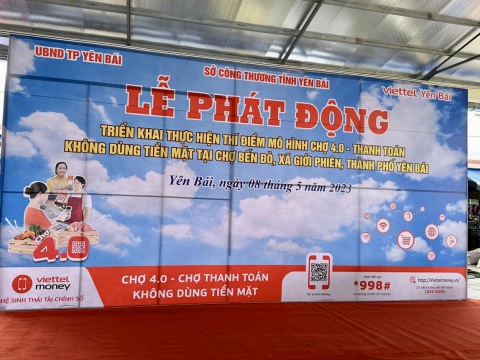 UBND TP YÊN BÁI
SỞ CÔNG THƯƠNG TỈNH YÊN BÁI
viettel Yên Bái
LỄ PHÁT ĐỘNG
TRIỂN KHAI THỰC HIỆN THÍ ĐIỂM MÔ HÌNH CHỢ 4.0 - THANH TOÁN
KHÔNG DÙNG TIỀN MẶT TẠI CHỢ BẾN ĐÒ, XÃ GIỚI PHIÊN, THÀNH PHỐ YÊN BÁI
Yên Bái, ngày 08 tháng 5 năm 2023
4.0
viettel
money
HỆ SINH THÁI TÀI CHÍNH SỐ
CHỢ 4.0 - CHỢ THANH TOÁN
KHÔNG DÙNG TIỀN MẶT
*998#
http://viettelmoney.vn/